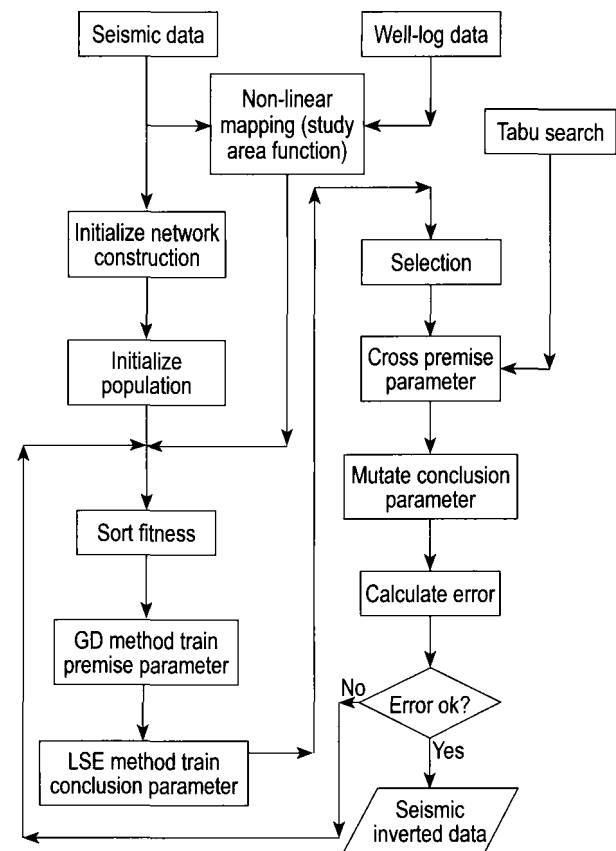 Seismic data
Well-log data
Non-linear
mapping (study
area function)
Tabu search
Initialize network
construction
Selection
Initialize
population
Cross premise
parameter
Mutate conclusion
parameter
Sort fitness
Calculate error
GD method train
premise parameter
No
Error ok?
Yes
LSE method train
conclusion parameter
Seismic
inverted data